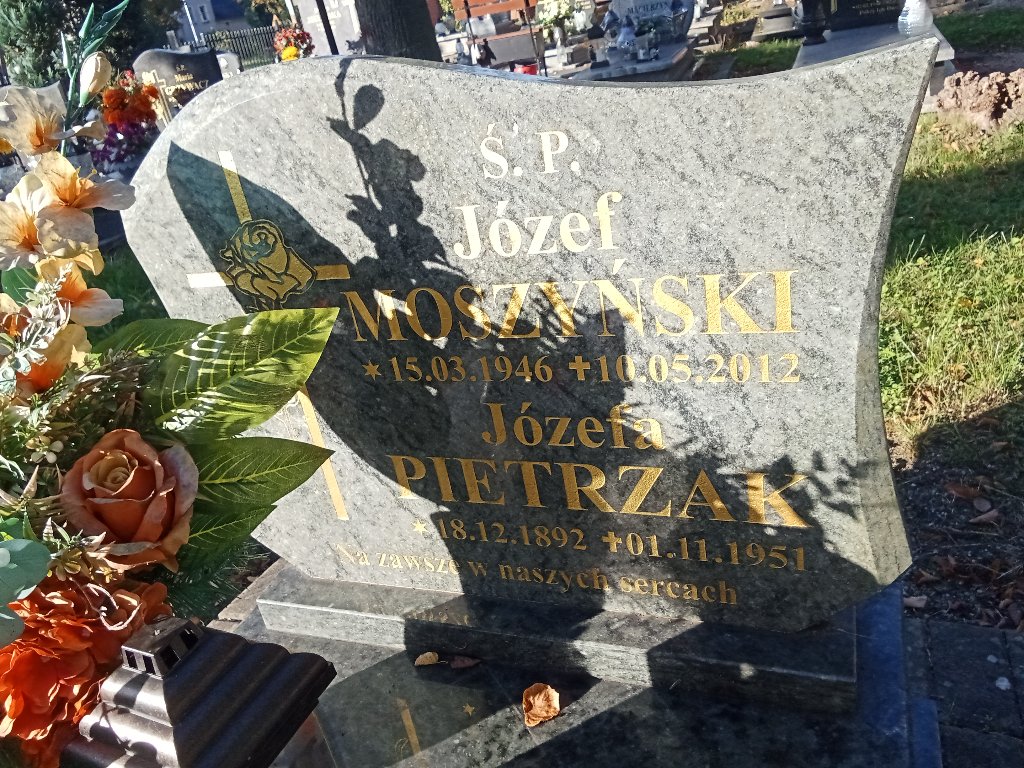 Ś. P.
Józef
MOSZYŃSKI
* 15.03.1946 ✝ 10.05.2012
Józefa
PIETRZAK
* 18.12.1892 ✝ 01.11.1951
Na zawsze w naszych sercach
Maria